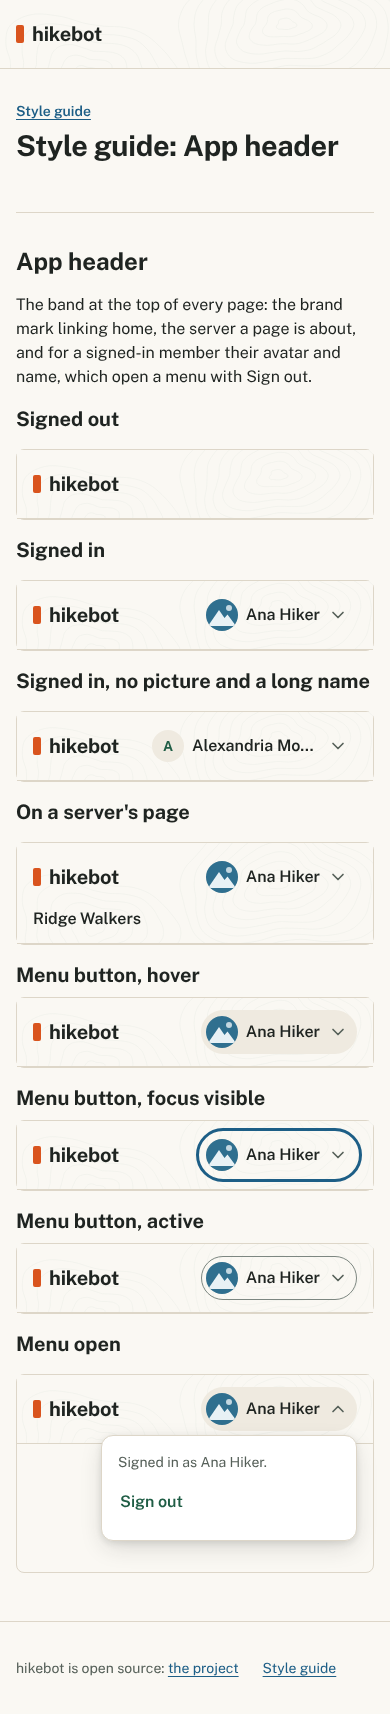 hikebot
Style guide
Style guide: App header
App header
The band at the top of every page: the brand
mark linking home, the server a page is about,
and for a signed-in member their avatar and
name, which open a menu with Sign out.
Signed out
hikebot
Signed in
hikebot Ana Hiker
Signed in, no picture and a long name
hikebot A Alexandria Mo...
On a server's page
hikebot Ana Hiker
Ridge Walkers
Menu button, hover
hikebot Ana Hiker
Menu button, focus visible
hikebot Ana Hiker
Menu button, active
hikebot Ana Hiker
Menu open
hikebot Ana Hiker
Signed in as Ana Hiker.
Sign out
hikebot is open source: the project Style guide